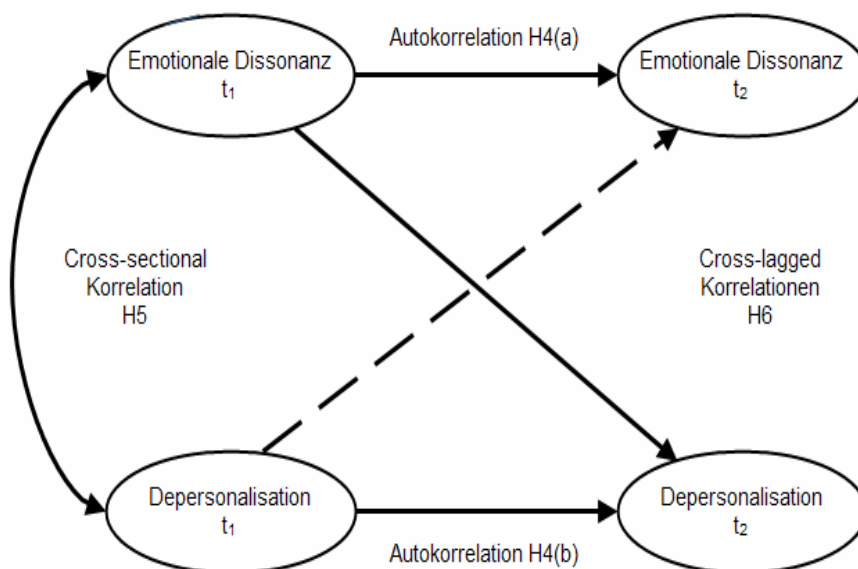 Autokorrelation H4(a)
Emotionale Dissonanz
t₁
Emotionale Dissonanz
t₂
Cross-sectional
Korrelation
H5
Cross-lagged
Korrelationen
H6
Depersonalisation
t₁
Depersonalisation
t₂
Autokorrelation H4(b)